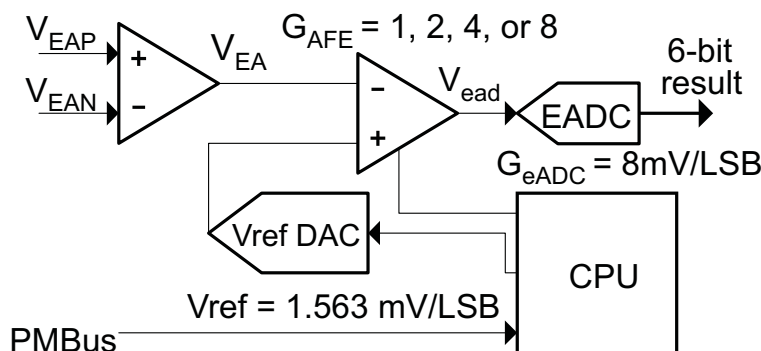 V_EAP
V_EAN
+
−
V_EA
G_AFE = 1, 2, 4, or 8
−
+
V_ead
EADC
6-bit
result
G_eADC = 8mV/LSB
Vref DAC
CPU
Vref = 1.563 mV/LSB
PMBus